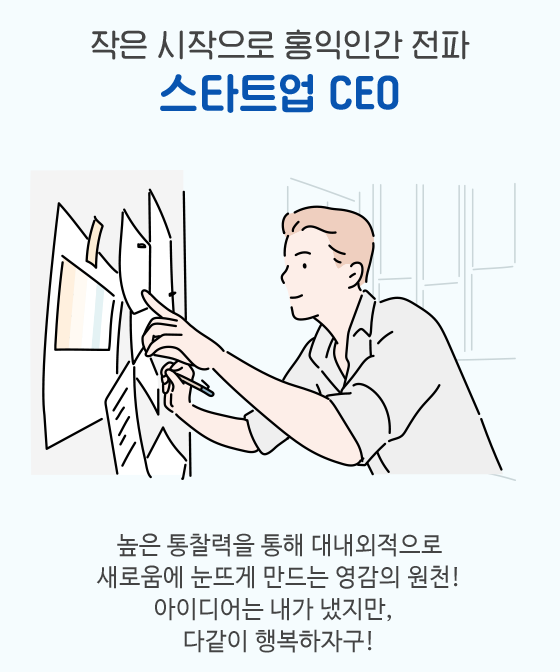 작은 시작으로 홍익인간 전파
스타트업 CEO
높은 통찰력을 통해 대내외적으로
새로움에 눈뜨게 만드는 영감의 원천!
아이디어는 내가 냈지만,
다같이 행복하자구!